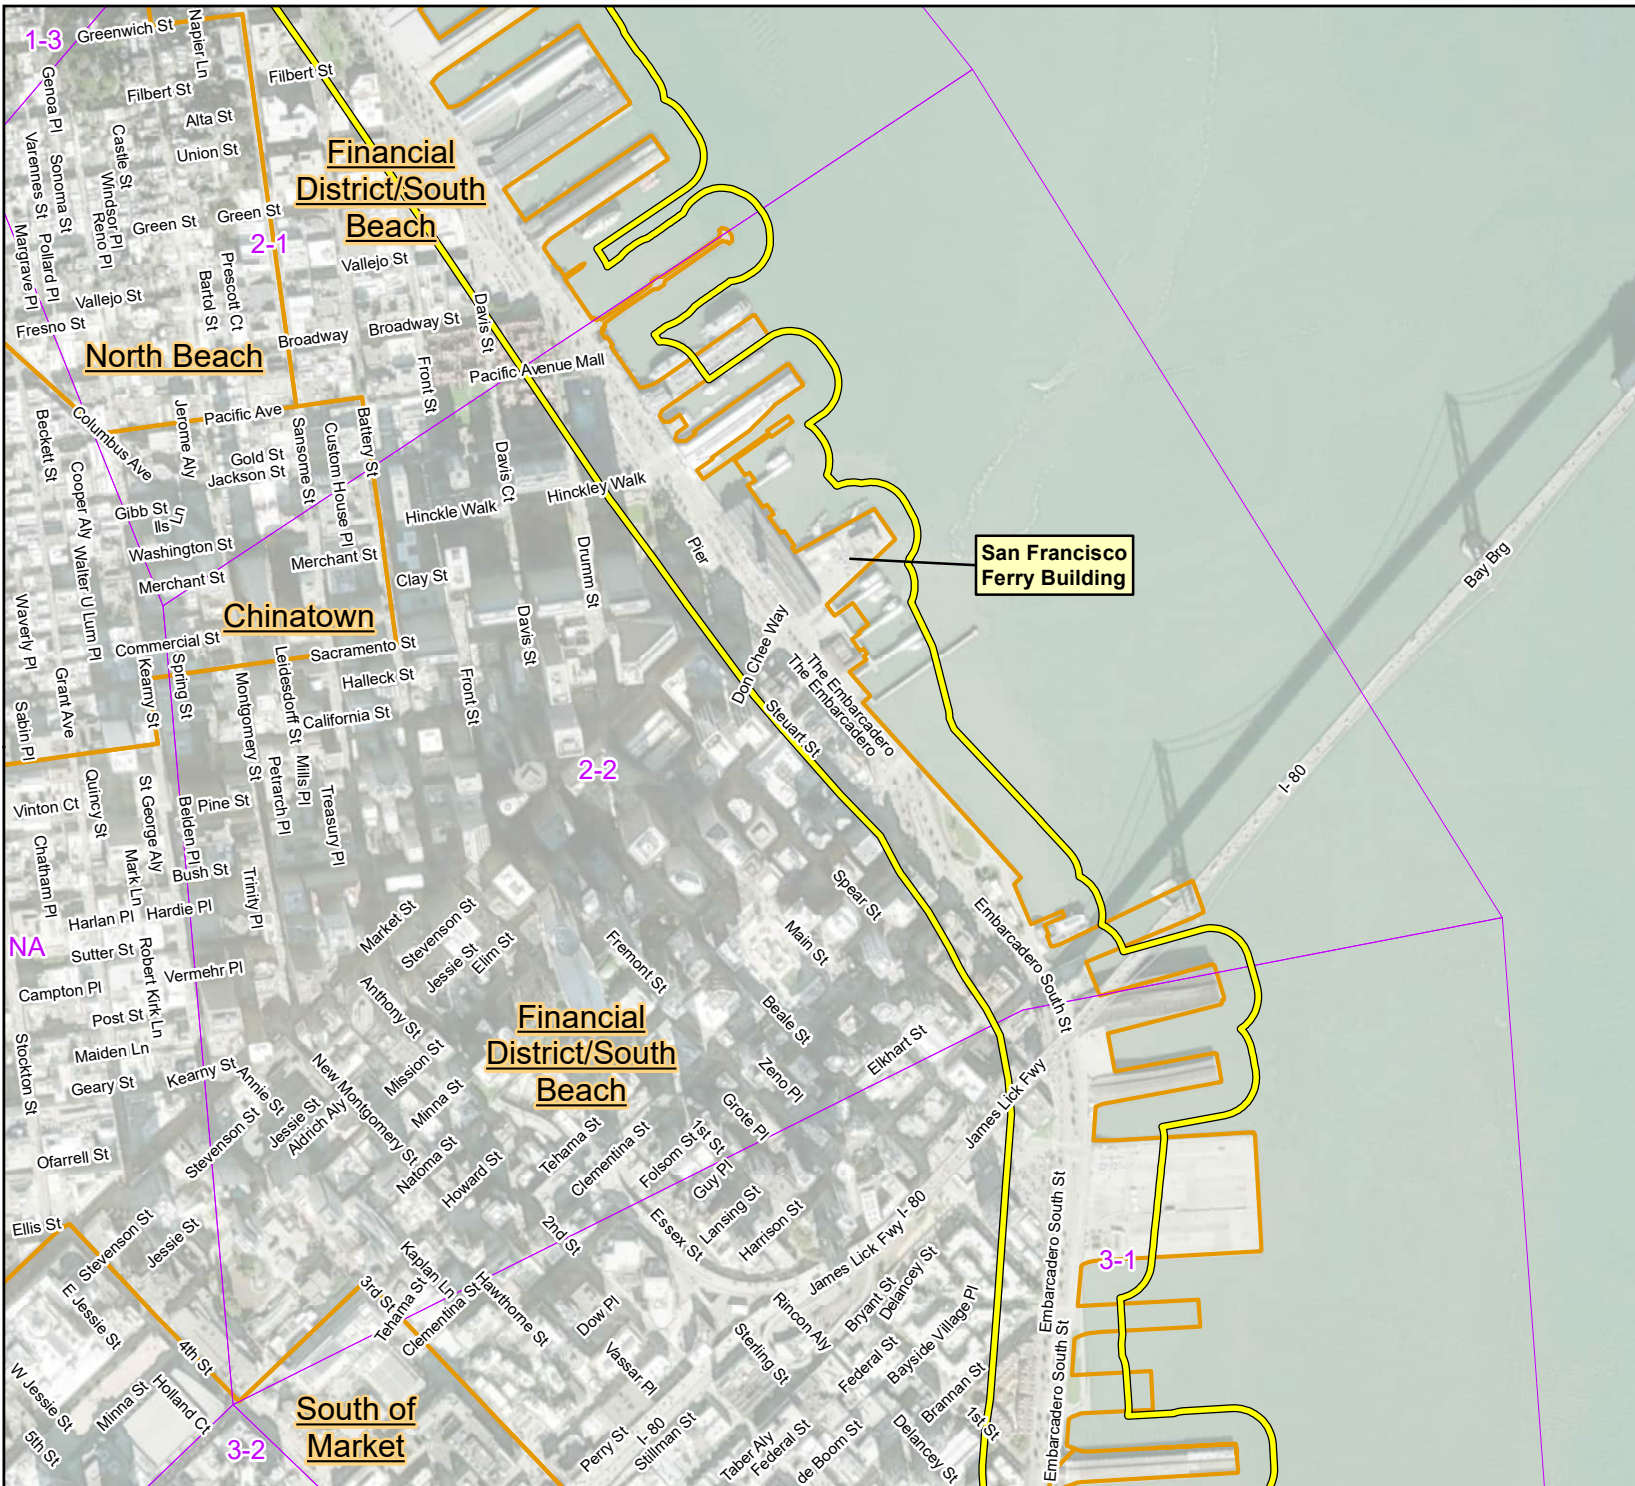 1-3
Greenwich St
Napier Ln
Filbert St
Genoa Pl
Filbert St
Alta St
Union St
Castle St
Varennes St
Sonoma St
Windsor Pl
Reno Pl
Green St
Green St
2-1
Financial
District/South
Beach
Margrave Pl
Pollard Pl
Prescott Ct
Bartol St
Vallejo St
Vallejo St
Fresno St
Davis St
Broadway
Broadway St
North Beach
Front St
Pacific Avenue Mall
Beckett St
Columbus Ave
Jerome Aly
Pacific Ave
Battery St
Sansome St
Custom House Pl
Gold St
Jackson St
Cooper Aly
Davis Ct
Hinckley Walk
Hinckle Walk
Gibb St
Ils Ln
Washington St
Walter U Lum Pl
Merchant St
Merchant St
Clay St
Drumm St
Pier
San Francisco
Ferry Building
Bay Brg
Waverly Pl
Chinatown
Commercial St
Sacramento St
Davis St
Don Chee Way
The Embarcadero
The Embarcadero
Kearny St
Spring St
Leidesdorff St
Montgomery St
Halleck St
Front St
Grant Ave
Sabin Pl
California St
Steuart St
2-2
I- 80
Quincy St
St George Aly
Belden Pl
Petrarch Pl
Mills Pl
Treasury Pl
Vinton Ct
Pine St
Chatham Pl
Mark Ln
Bush St
Trinity Pl
Spear St
Harlan Pl
Hardie Pl
Market St
Stevenson St
Main St
Embarcadero South St
NA
Sutter St
Robert Kirk Ln
Vermehr Pl
Jessie St
Elim St
Fremont St
Campton Pl
Anthony St
Post St
Financial
District/South
Beach
Beale St
Elkhart St
Stockton St
Maiden Ln
Geary St
Kearny St
Annie St
New Montgomery St
Mission St
Minna St
Zeno Pl
Jessie St
Aldrich Aly
Stevenson St
Grote Pl
James Lick Fwy
Ofarrell St
Natoma St
Howard St
Tehama St
Clementina St
Folsom St
1st St
Guy Pl
Ellis St
Stevenson St
Jessie St
2nd St
Essex St
Lansing St
Harrison St
James Lick Fwy I- 80
Embarcadero South St
3-1
E Jessie St
Kaplan Ln
3rd St
Tehama St
Clementina St
Hawthorne St
Dow Pl
Rincon Aly
Bryant St
Delancey St
4th St
Vassar Pl
Sterling St
Federal St
Bayside Village Pl
Embarcadero South St
W Jessie St
Minna St
Holland Ct
5th St
3-2
South of
Market
Perry St
I- 80
Stillman St
Taber Aly
Federal St
de Boom St
Delancey St
Brannan St
1st St